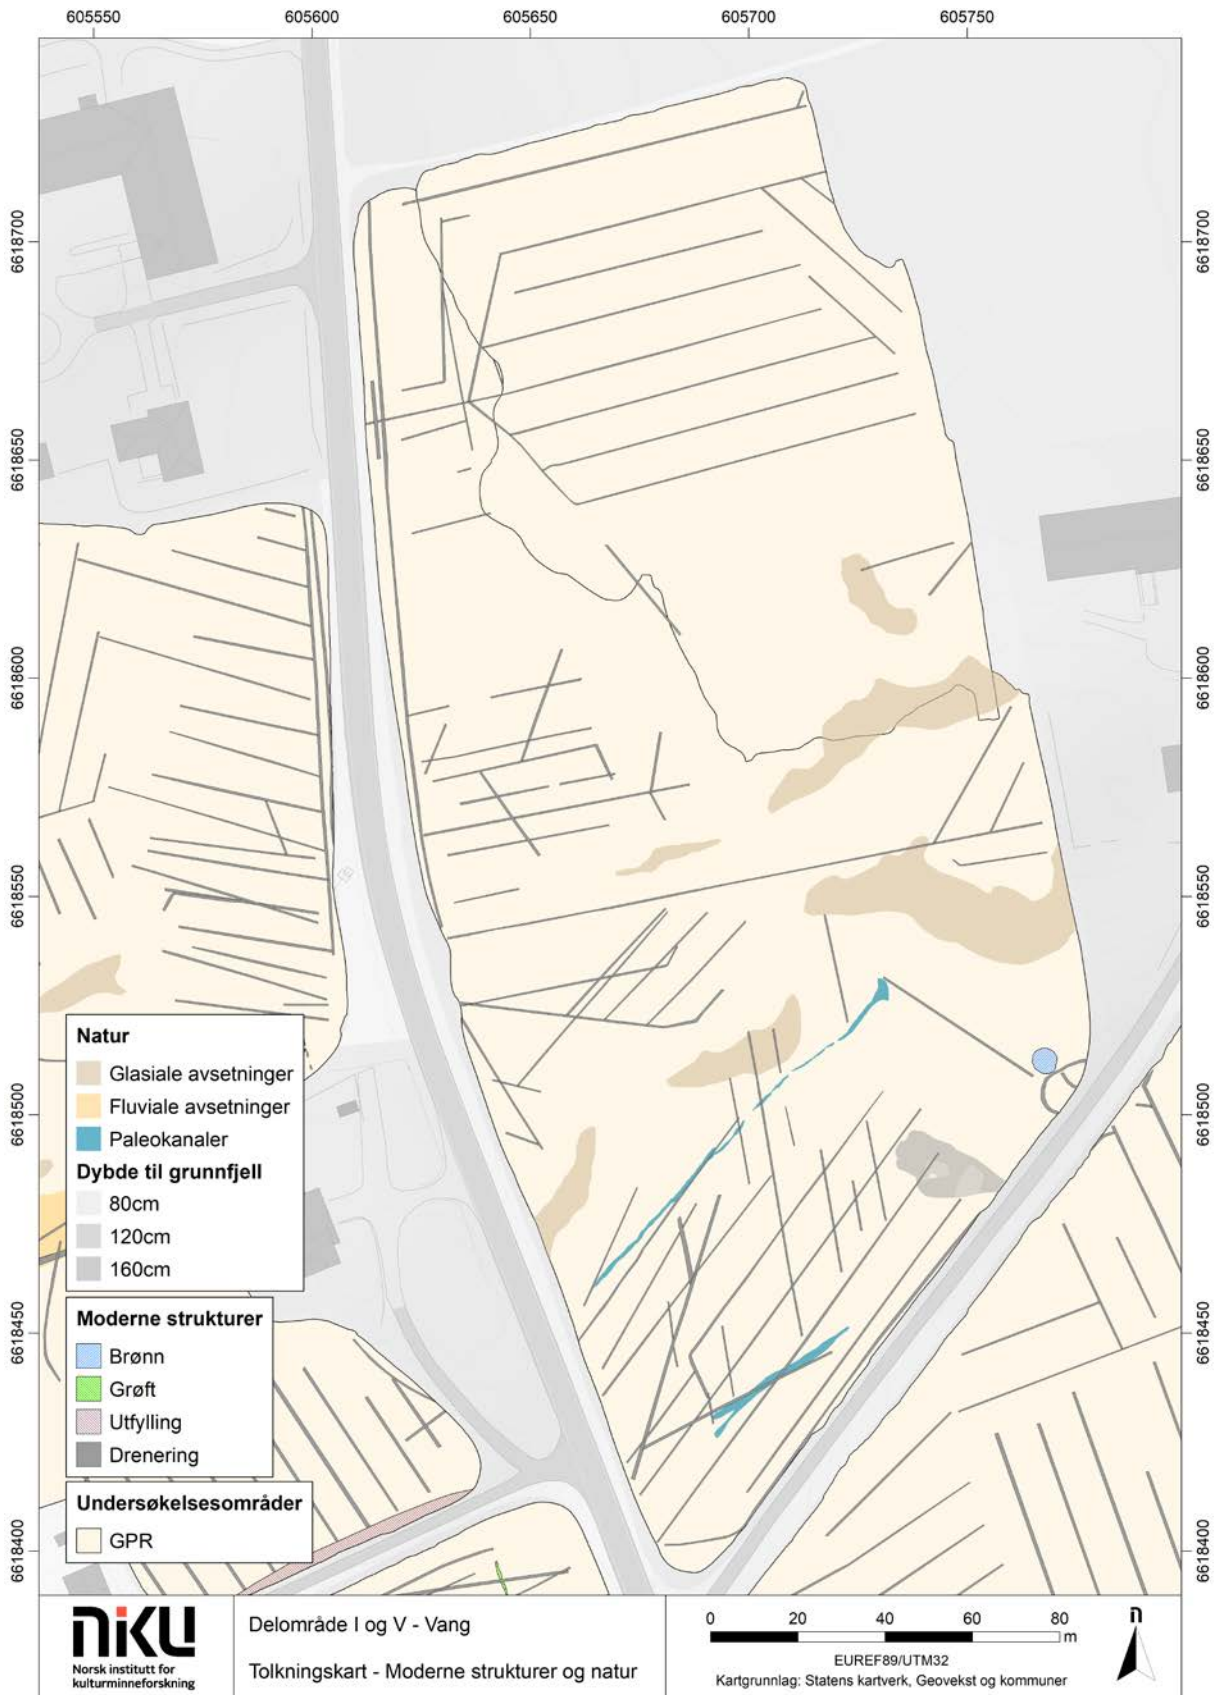 605550 605600 605650 605700 605750
6618700 6618700
6618650 6618650
6618600 6618600
6618550 6618550
6618500 6618500
6618450 6618450
6618400 6618400
Natur
Glasiale avsetninger
Fluviale avsetninger
Paleokanaler
Dybde til grunnfjell
80cm
120cm
160cm
Moderne strukturer
Brønn
Grøft
Utfylling
Drenering
Undersøkelsesområder
GPR
NIKU
Norsk institutt for
kulturminneforskning
Delområde I og V - Vang
Tolkningskart - Moderne strukturer og natur
0 20 40 60 80
m
EUREF89/UTM32
Kartgrunnlag: Statens kartverk, Geovekst og kommuner
n